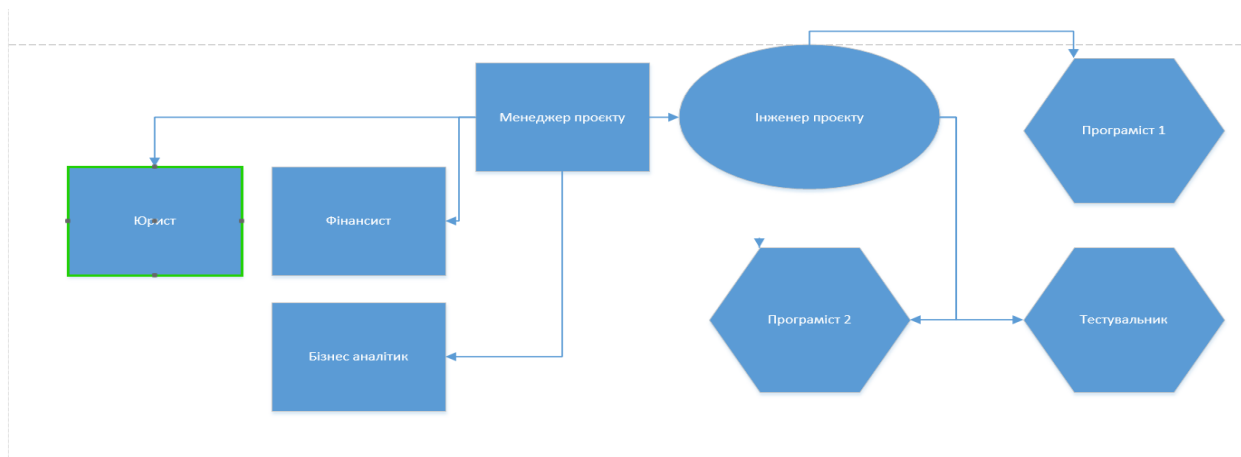 Менеджер проєкту
Інженер проєкту
Програміст 1
Юрист
Фінансист
Програміст 2
Тестувальник
Бізнес аналітик